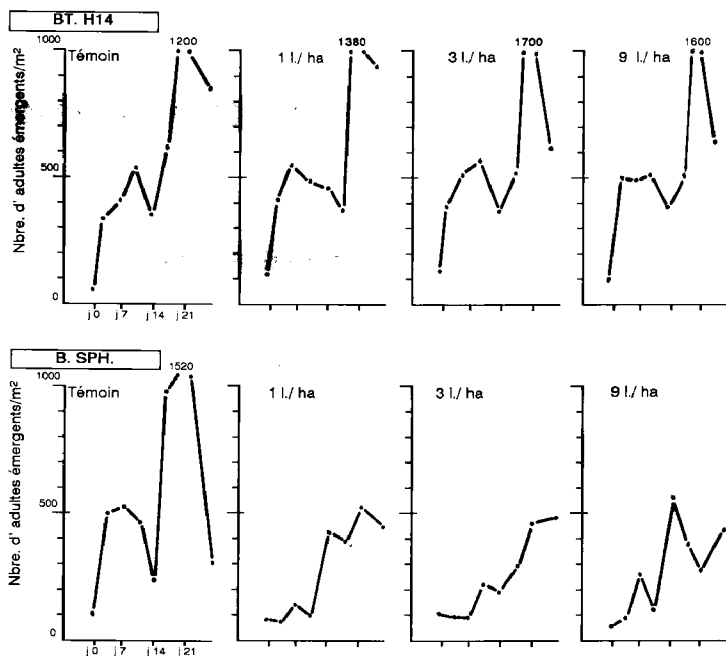 BT. H14
1000
Témoin
1200
1 l./ ha
1380
3 l./ ha
1700
9 l./ ha
1600
Nbre. d' adultes émergents/m²
500
0
j 0 j 7 j 14 j 21
B. SPH.
1000
Témoin
1520
1 l./ ha
3 l./ ha
9 l./ ha
Nbre. d' adultes émergents/m²
500
0
j 0 j 7 j 14 j 21